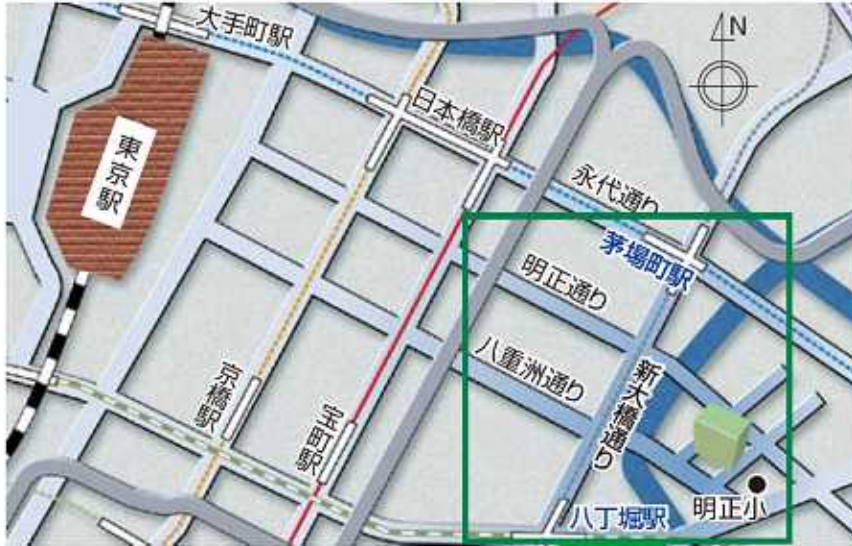 大手町駅
N
日本橋駅
東京駅
永代通り
茅場町駅
明正通り
八重洲通り
新大橋通り
京橋駅
宝町駅
明正小
八丁堀駅